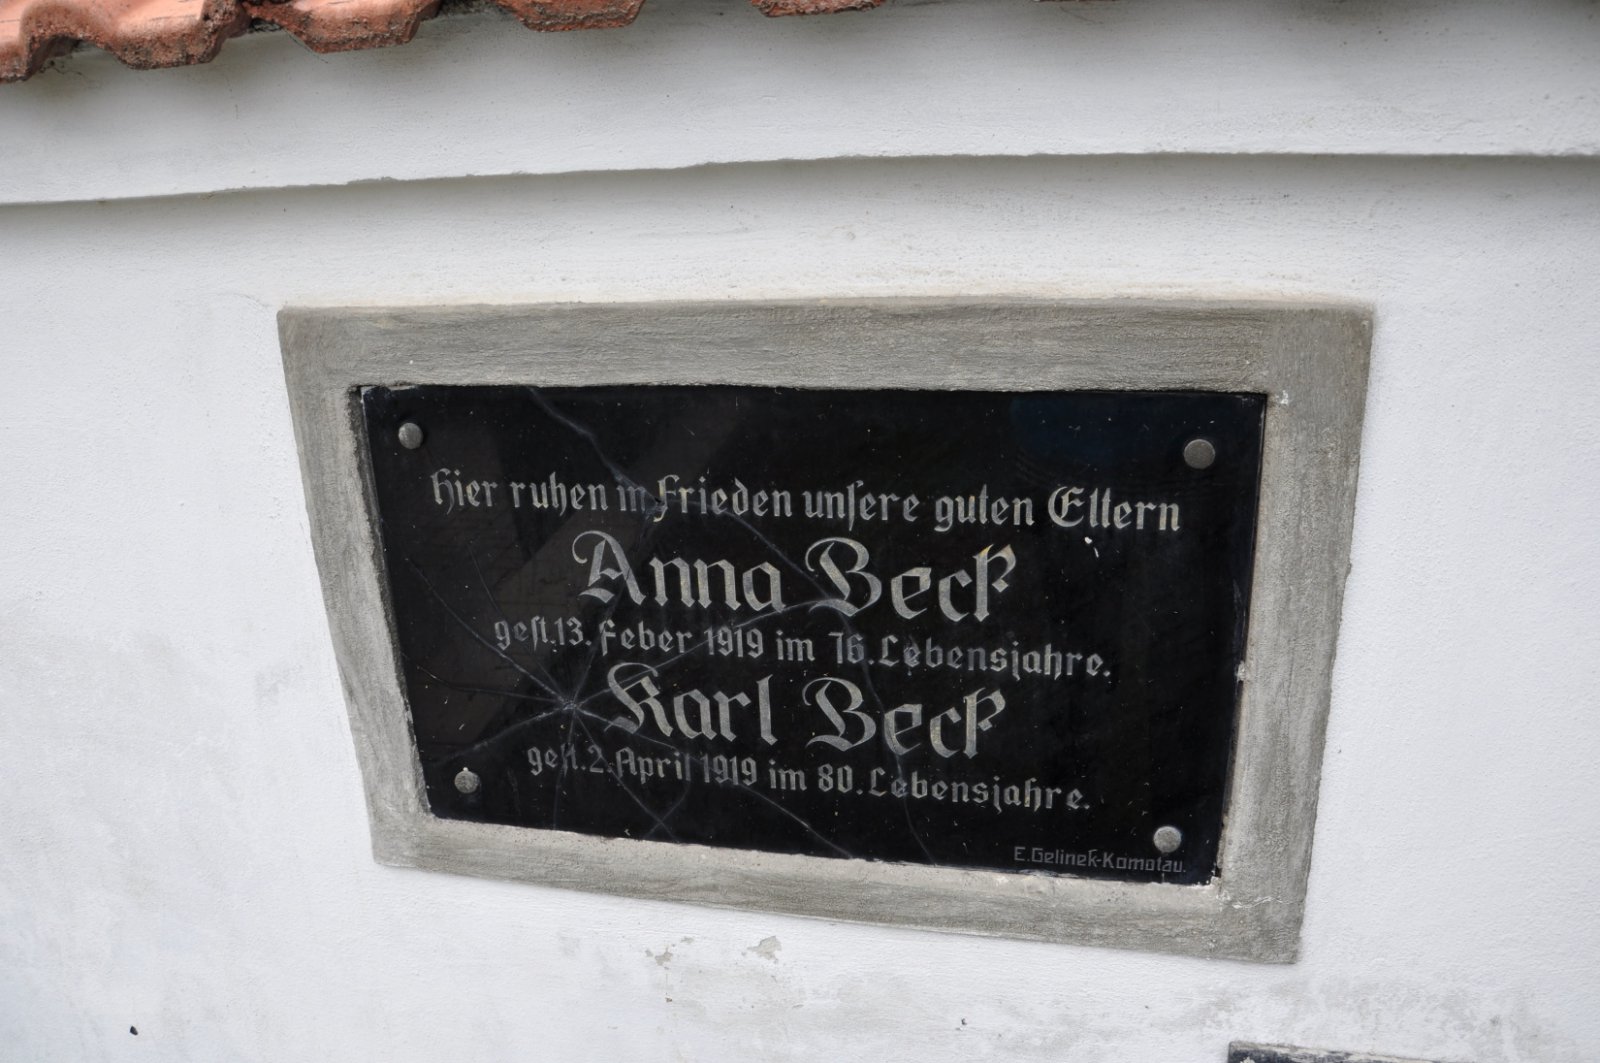 Hier ruhen in Frieden unsere guten Eltern
Anna Beck
gest. 13. Feber 1919 im 76. Lebensjahre.
Karl Beck
gest. 2. April 1919 im 80. Lebensjahre.
E. Gelinek-Komotau.